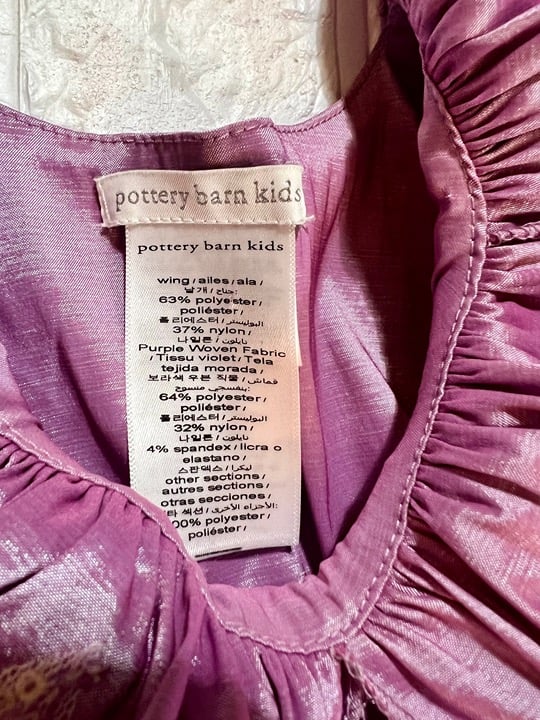 pottery barn kids
pottery barn kids
wing / ailes / ala /
날개 / جناح:
63% polyester /
poliéster /
폴리에스터 / البوليستر /
37% nylon /
나일론 / نايلون /
Purple Woven Fabric
/ Tissu violet / Tela
tejida morada /
보라색 우븐 직물 / قماش
بنفسجي منسوج:
64% polyester /
poliéster /
폴리에스터 / البوليستر /
32% nylon /
나일론 / نايلون /
4% spandex / licra o
elastano /
스판덱스 / ليكرا /
other sections /
autres sections /
otras secciones /
타 섹션 / الأجزاء الأخرى:
00% polyester /
poliéster /